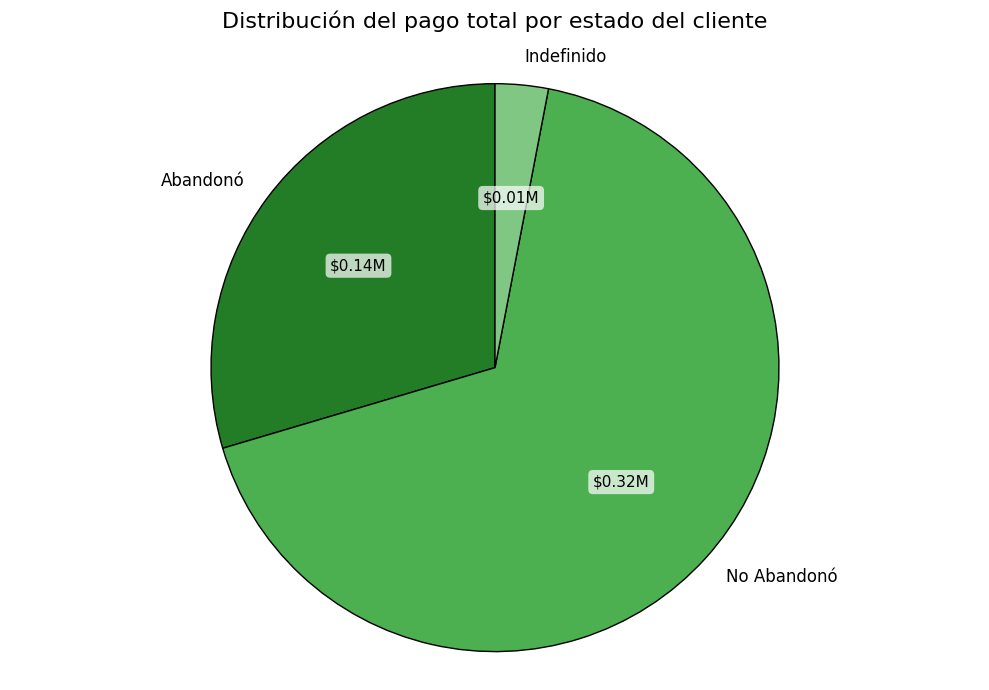 Distribución del pago total por estado del cliente
Indefinido
Abandonó
$0.01M
$0.14M
$0.32M
No Abandonó